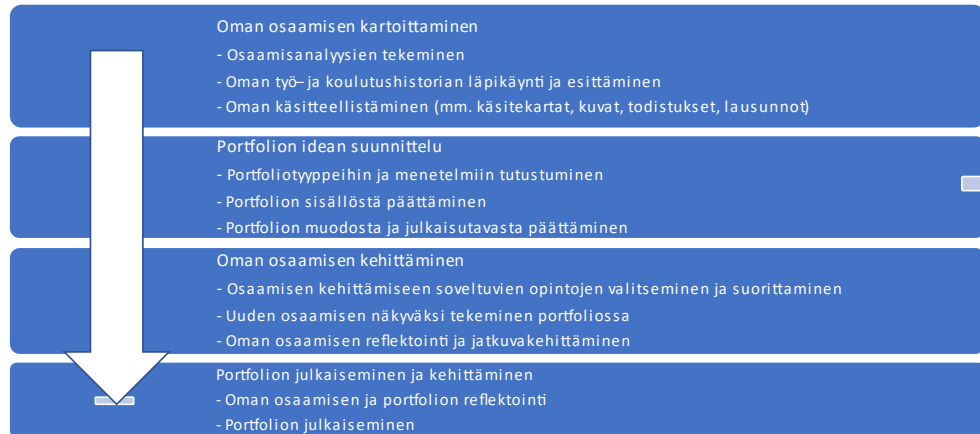 Oman osaamisen kartoittaminen
- Osaamisanalyysien tekeminen
- Oman työ– ja koulutushistorian läpikäynti ja esittäminen
- Oman käsitteellistäminen (mm. käsitekartat, kuvat, todistukset, lausunnot)
Portfolion idean suunnittelu
- Portfoliotyyppeihin ja menetelmiin tutustuminen
- Portfolion sisällöstä päättäminen
- Portfolion muodosta ja julkaisutavasta päättäminen
Oman osaamisen kehittäminen
- Osaamisen kehittämiseen soveltuvien opintojen valitseminen ja suorittaminen
- Uuden osaamisen näkyväksi tekeminen portfoliossa
- Oman osaamisen reflektointi ja jatkuvakehittäminen
Portfolion julkaiseminen ja kehittäminen
- Oman osaamisen ja portfolion reflektointi
- Portfolion julkaiseminen